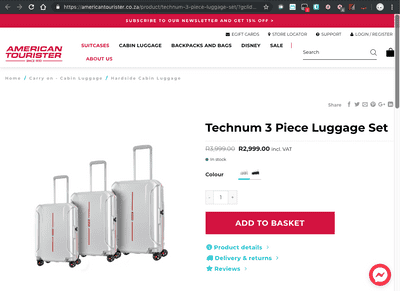 https://americantourister.co.za/product/technum-3-piece-luggage-set/?gclid...
SUBSCRIBE TO OUR NEWSLETTER AND GET 15% OFF >
EGIFT CARDS STORE LOCATOR SUPPORT LOGIN / REGISTER
AMERICAN
TOURISTER
SUITCASES CABIN LUGGAGE BACKPACKS AND BAGS DISNEY SALE
ABOUT US
Search
Home / Carry on - Cabin Luggage / Hardside Cabin Luggage
Share
Technum 3 Piece Luggage Set
R3,999.00 R2,999.00 incl. VAT
In stock
Colour
- 1 +
ADD TO BASKET
Product details >
Delivery & returns >
Reviews >